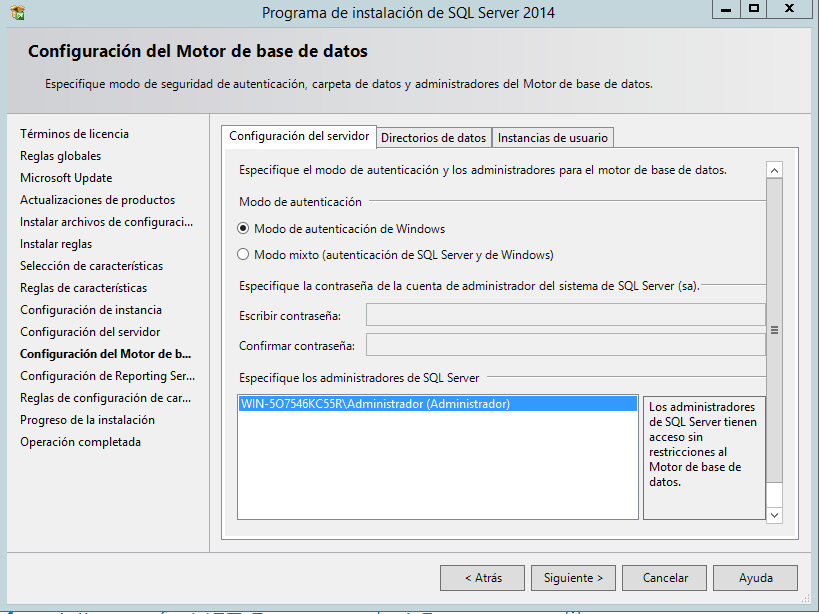 Programa de instalación de SQL Server 2014
Configuración del Motor de base de datos
Especifique modo de seguridad de autenticación, carpeta de datos y administradores del Motor de base de datos.
Términos de licencia
Reglas globales
Microsoft Update
Actualizaciones de productos
Instalar archivos de configuraci...
Instalar reglas
Selección de características
Reglas de características
Configuración de instancia
Configuración del servidor
Configuración del Motor de b...
Configuración de Reporting Ser...
Reglas de configuración de car...
Progreso de la instalación
Operación completada
Configuración del servidor
Directorios de datos
Instancias de usuario
Especifique el modo de autenticación y los administradores para el motor de base de datos.
Modo de autenticación
Modo de autenticación de Windows
Modo mixto (autenticación de SQL Server y de Windows)
Especifique la contraseña de la cuenta de administrador del sistema de SQL Server (sa).
Escribir contraseña:
Confirmar contraseña:
Especifique los administradores de SQL Server
WIN-5O7546KC55R\Administrador (Administrador)
Los administradores
de SQL Server tienen
acceso sin
restricciones al
Motor de base de
datos.
< Atrás
Siguiente >
Cancelar
Ayuda